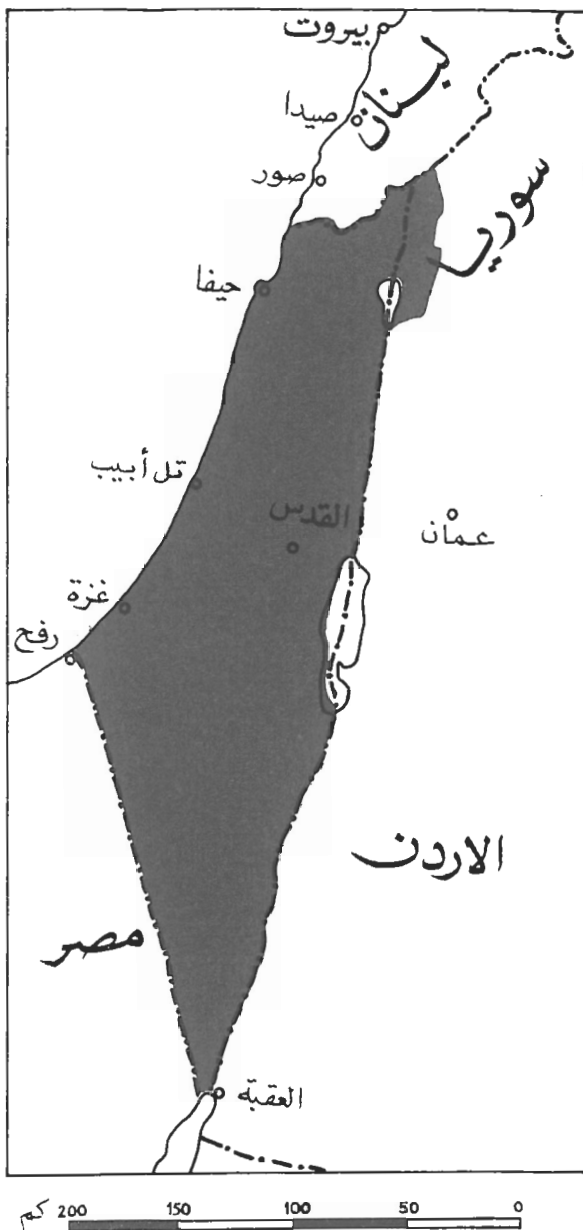 بيروت
لبنان
صيدا
صور
سوريا
حيفا
تل أبيب
القدس
عمان
غزة
رفح
الاردن
مصر
العقبة
كم 200 150 100 50 0